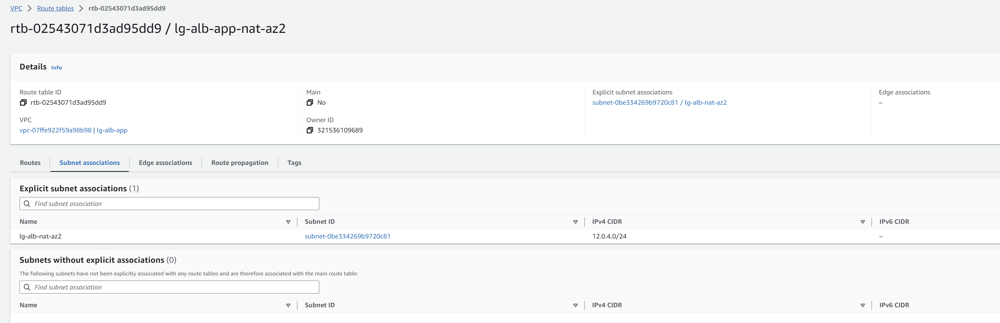 VPC > Route tables > rtb-02543071d3ad95dd9
rtb-02543071d3ad95dd9 / lg-alb-app-nat-az2
Details Info
Route table ID
rtb-02543071d3ad95dd9
Main
No
Explicit subnet associations
subnet-0be334269b9720c81 / lg-alb-nat-az2
Edge associations
–
VPC
vpc-07ffe922f59a98b98 | lg-alb-app
Owner ID
321536109689
Routes Subnet associations Edge associations Route propagation Tags
Explicit subnet associations (1)
Find subnet association
Name Subnet ID IPv4 CIDR IPv6 CIDR
lg-alb-nat-az2 subnet-0be334269b9720c81 12.0.4.0/24 –
Subnets without explicit associations (0)
The following subnets have not been explicitly associated with any route tables and are therefore associated with the main route table:
Find subnet association
Name Subnet ID IPv4 CIDR IPv6 CIDR